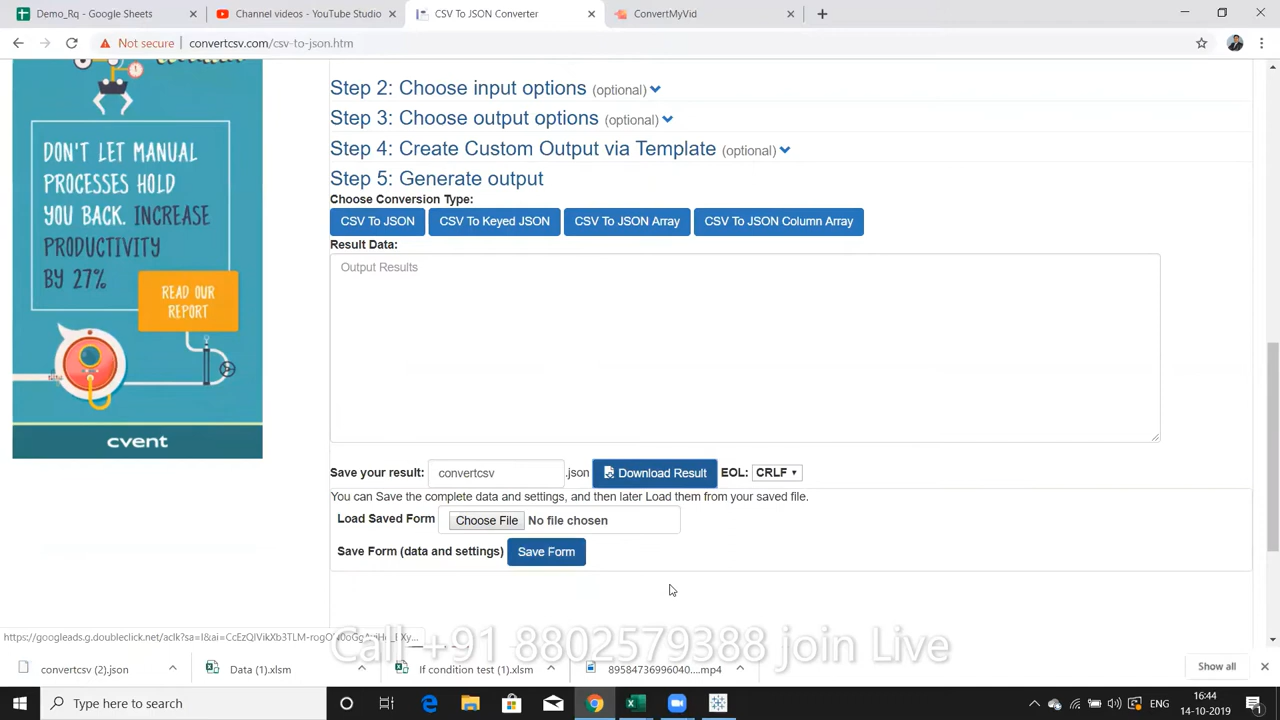 Demo_Rq - Google Sheets
Channel videos - YouTube Studio
CSV To JSON Converter
ConvertMyVid
Not secure
convertcsv.com/csv-to-json.htm
DON'T LET MANUAL
PROCESSES HOLD
YOU BACK. INCREASE
PRODUCTIVITY
BY 27%
READ OUR
REPORT
cvent
Step 2: Choose input options (optional)
Step 3: Choose output options (optional)
Step 4: Create Custom Output via Template (optional)
Step 5: Generate output
Choose Conversion Type:
CSV To JSON
CSV To Keyed JSON
CSV To JSON Array
CSV To JSON Column Array
Result Data:
Output Results
Save your result: convertcsv .json Download Result EOL: CRLF
You can Save the complete data and settings, and then later Load them from your saved file.
Load Saved Form Choose File No file chosen
Save Form (data and settings) Save Form
Call +91 8802579388 join Live
convertcsv (2).json
Data (1).xlsm
If condition test (1).xlsm
89584736996040....mp4
Show all
Type here to search
ENG
16:44
14-10-2019